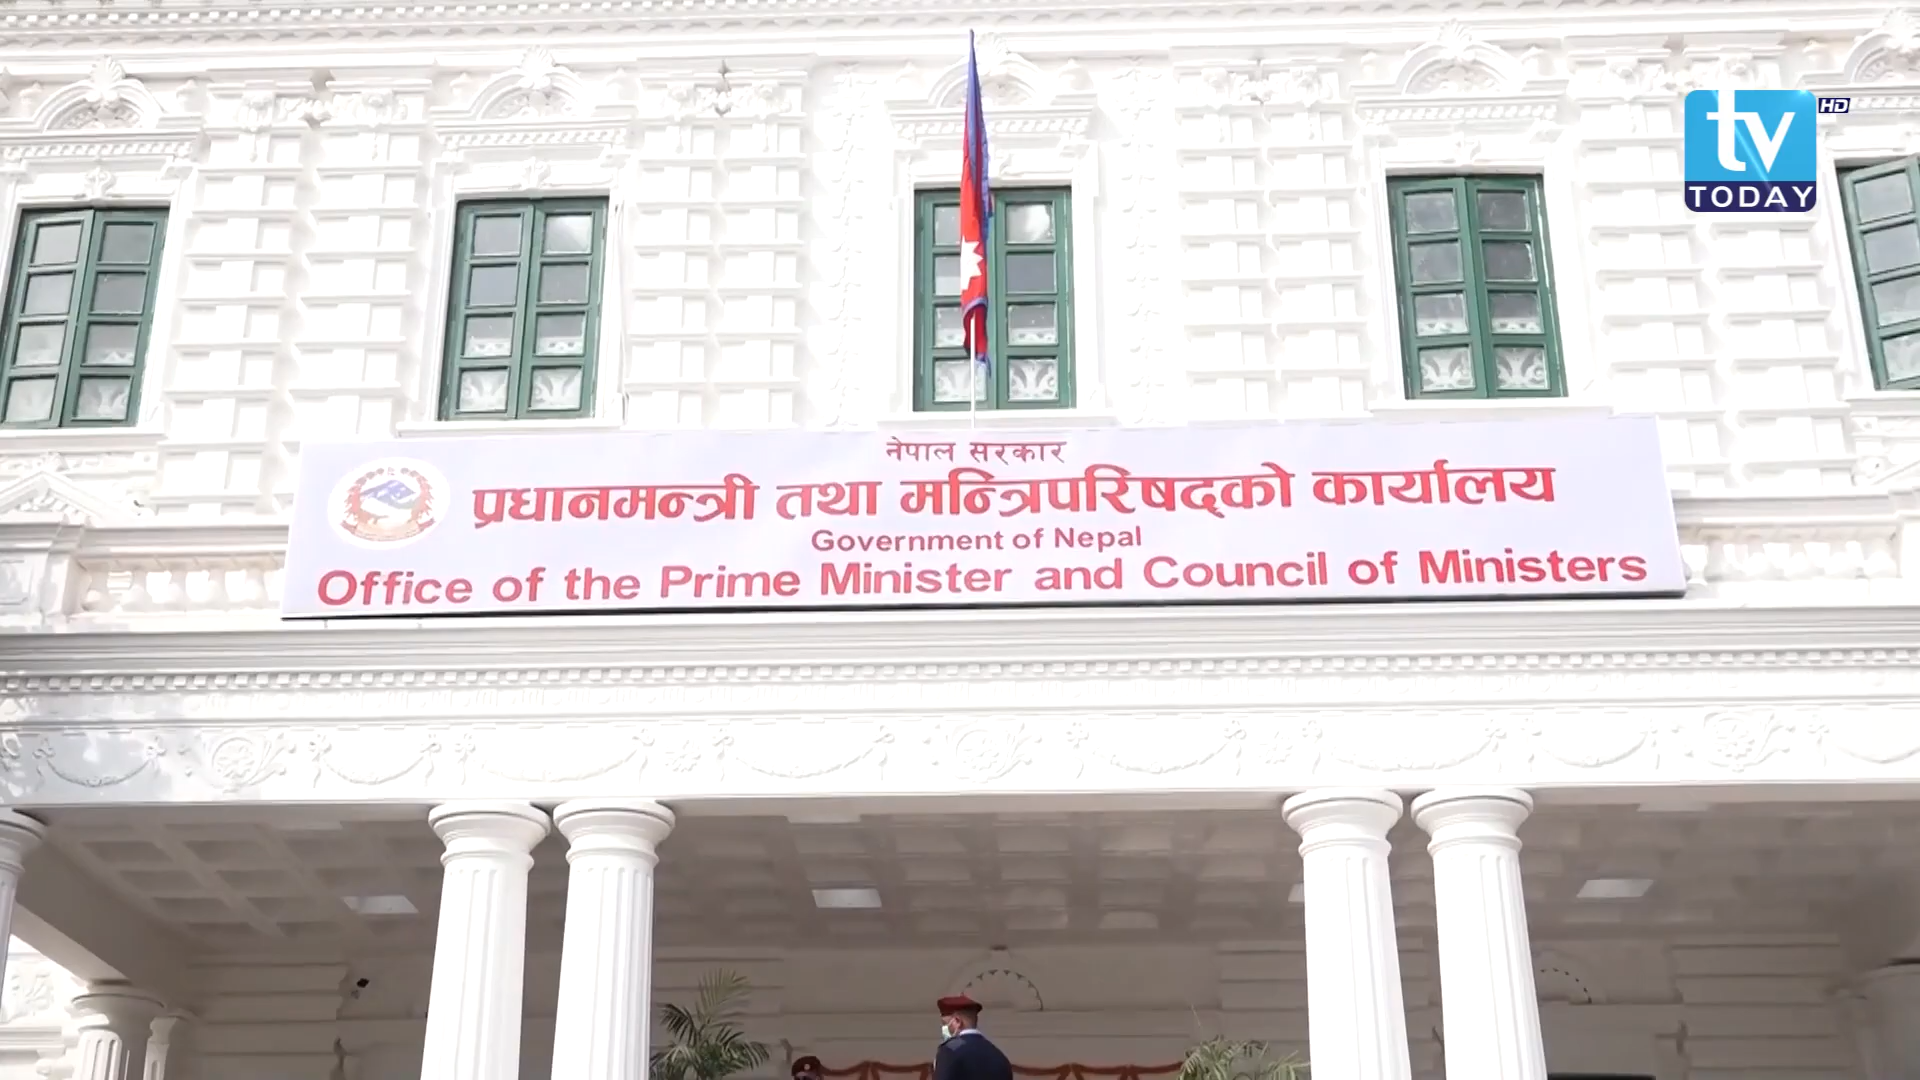 tv
HD
TODAY
नेपाल सरकार
प्रधानमन्त्री तथा मन्त्रिपरिषद्को कार्यालय
Government of Nepal
Office of the Prime Minister and Council of Ministers